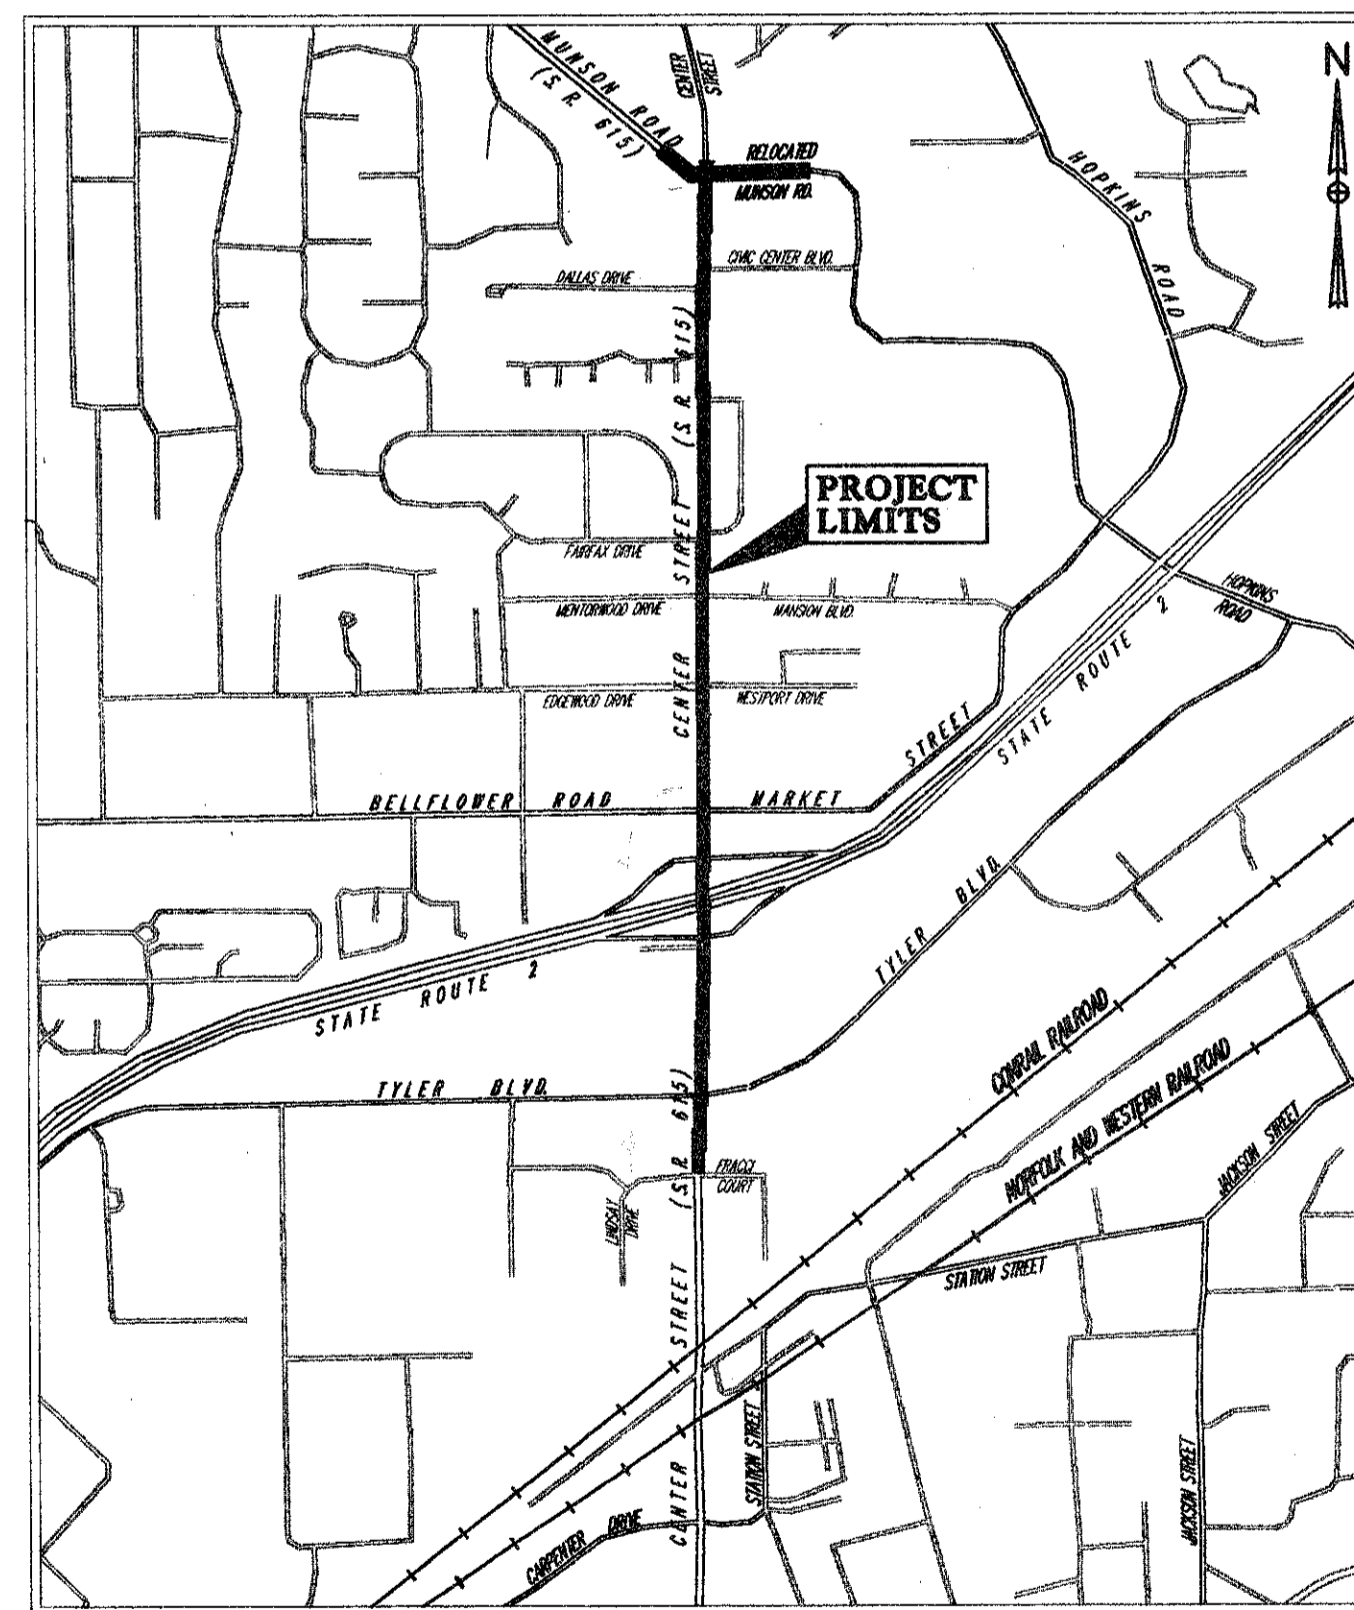 MUNSON ROAD
(S. R. 615)
CENTER
STREET
N
RELOCATED
MUNSON RD.
HOPKINS ROAD
CIVIC CENTER BLVD.
DALLAS DRIVE
CENTER STREET (S. R. 615)
PROJECT
LIMITS
FAIRFAX DRIVE
MENTORWOOD DRIVE
MANSION BLVD.
HOPKINS
ROAD
STATE ROUTE 2
EDGEWOOD DRIVE
WESTPORT DRIVE
BELLFLOWER ROAD
MARKET STREET
TYLER BLVD.
STATE ROUTE 2
CONRAIL RAILROAD
TYLER BLVD.
NORFOLK AND WESTERN RAILROAD
JACKSON STREET
FRACCI
COURT
LINDSAY
DRIVE
CENTER STREET (S. R. 615)
STATION STREET
STATION STREET
JACKSON STREET
CENTER
CARPENTER DRIVE